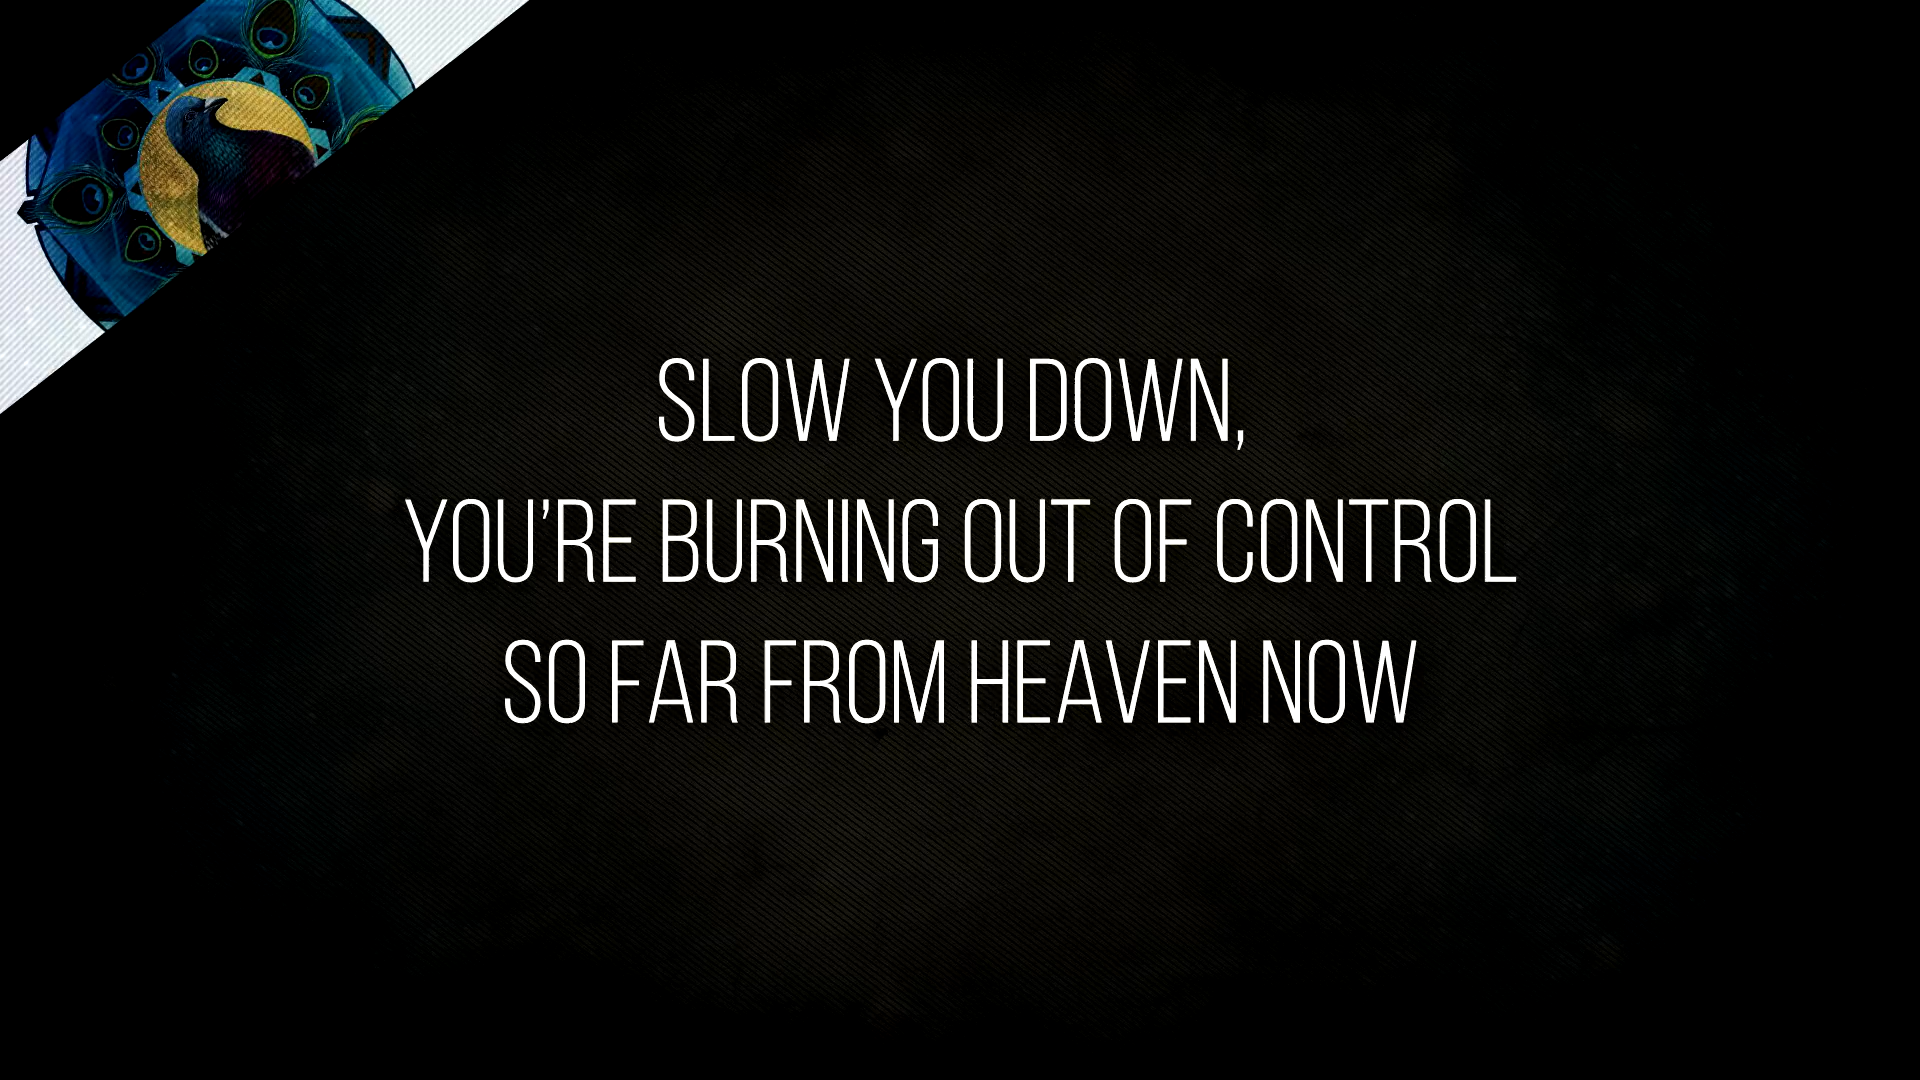 SLOW YOU DOWN,
YOU’RE BURNING OUT OF CONTROL
SO FAR FROM HEAVEN NOW